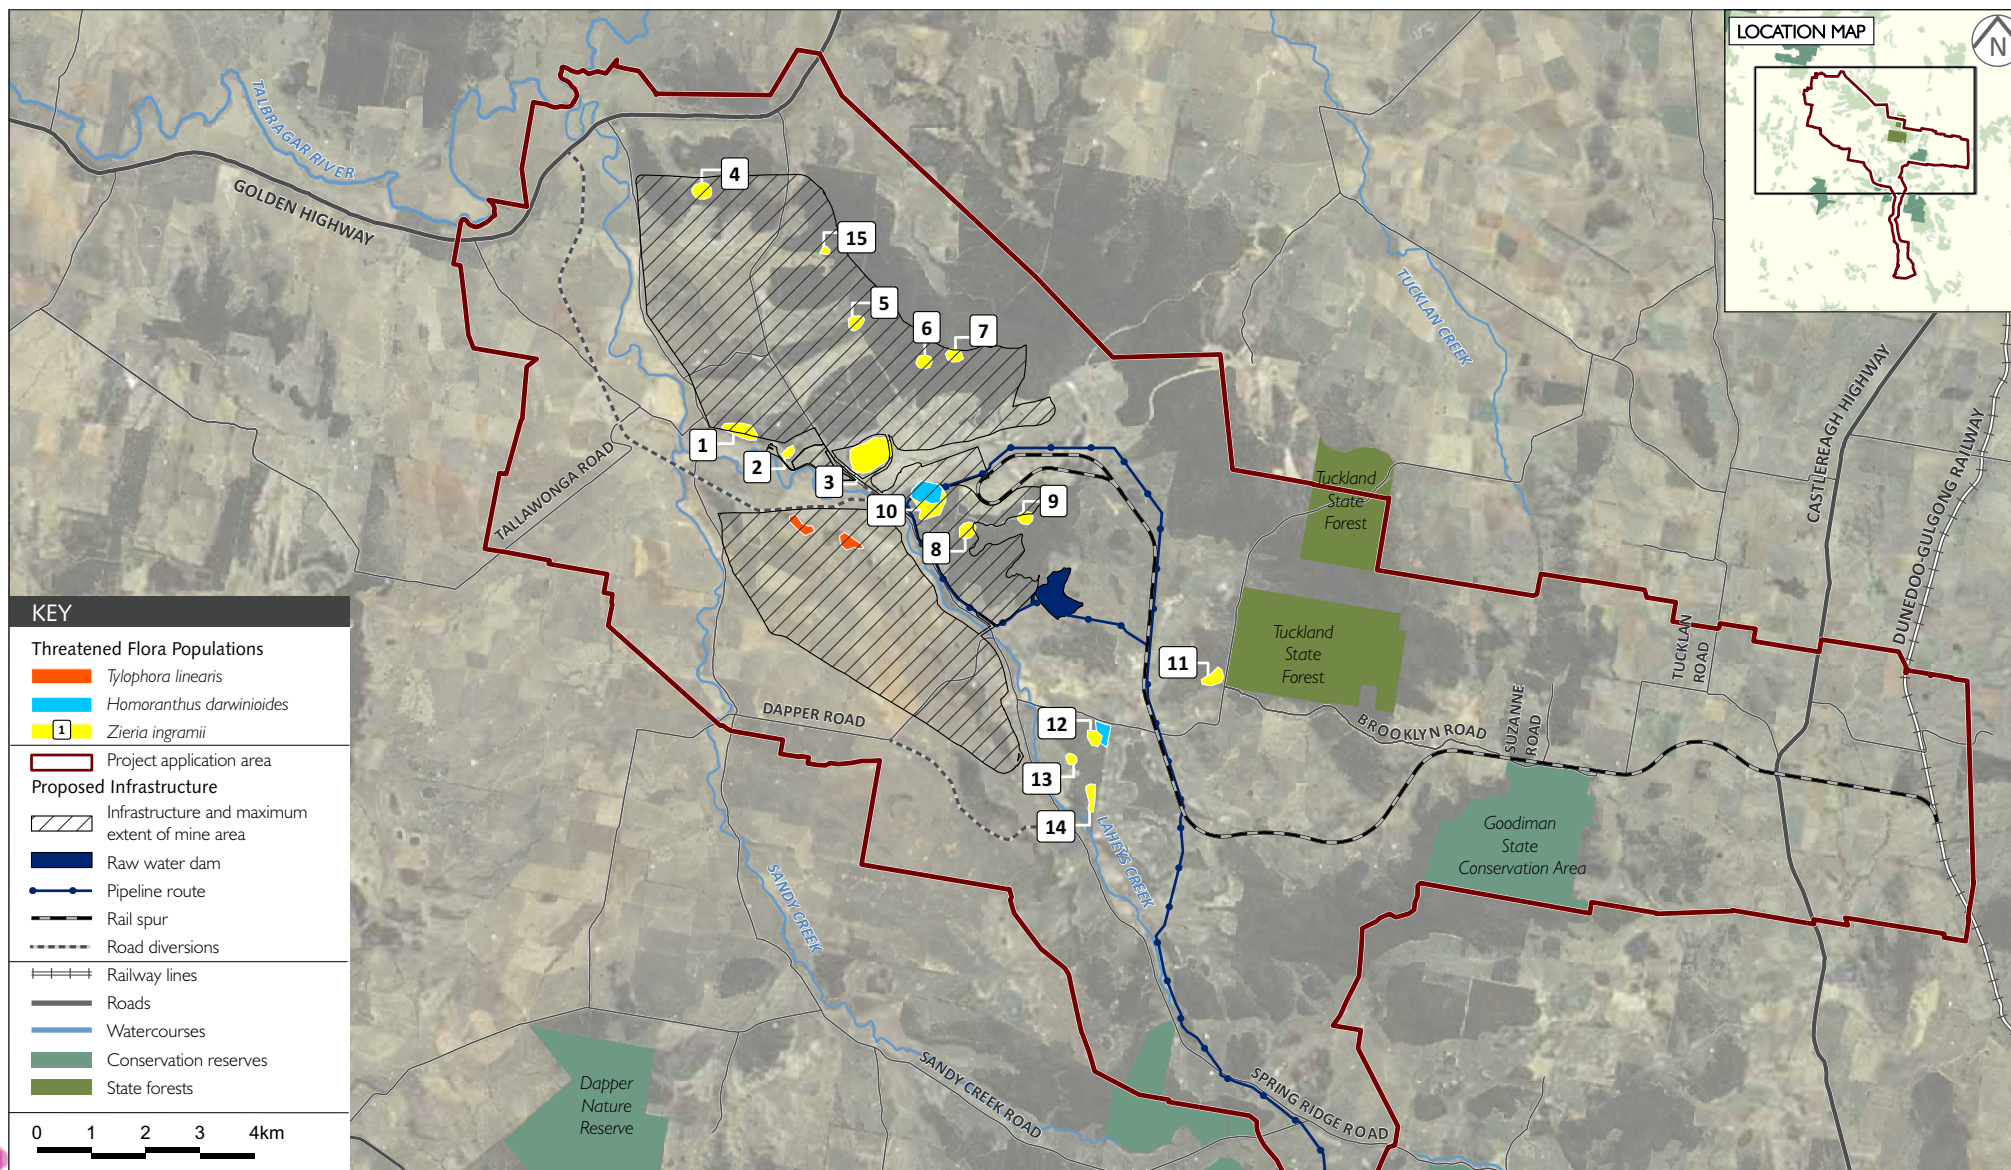 LOCATION MAP
N
TALBRAGAR RIVER
GOLDEN HIGHWAY
TUCKLAN CREEK
CASTLEREAGH HIGHWAY
DUNEDOO-GULGONG RAILWAY
4
15
5
6
7
1
2
3
10
9
8
TALLAWONGA ROAD
Tuckland
State
Forest
Tuckland
State
Forest
11
TUCKLAN
ROAD
SUZANNE
ROAD
BROOKLYN ROAD
DAPPER ROAD
12
13
14
LAHEYS CREEK
SANDY CREEK
Goodiman
State
Conservation Area
Dapper
Nature
Reserve
SANDY CREEK ROAD
SPRING RIDGE ROAD
KEY
Threatened Flora Populations
Tylophora linearis
Homoranthus darwinioides
1
Zieria ingramii
Project application area
Proposed Infrastructure
Infrastructure and maximum
extent of mine area
Raw water dam
Pipeline route
Rail spur
Road diversions
Railway lines
Roads
Watercourses
Conservation reserves
State forests
0 1 2 3 4km